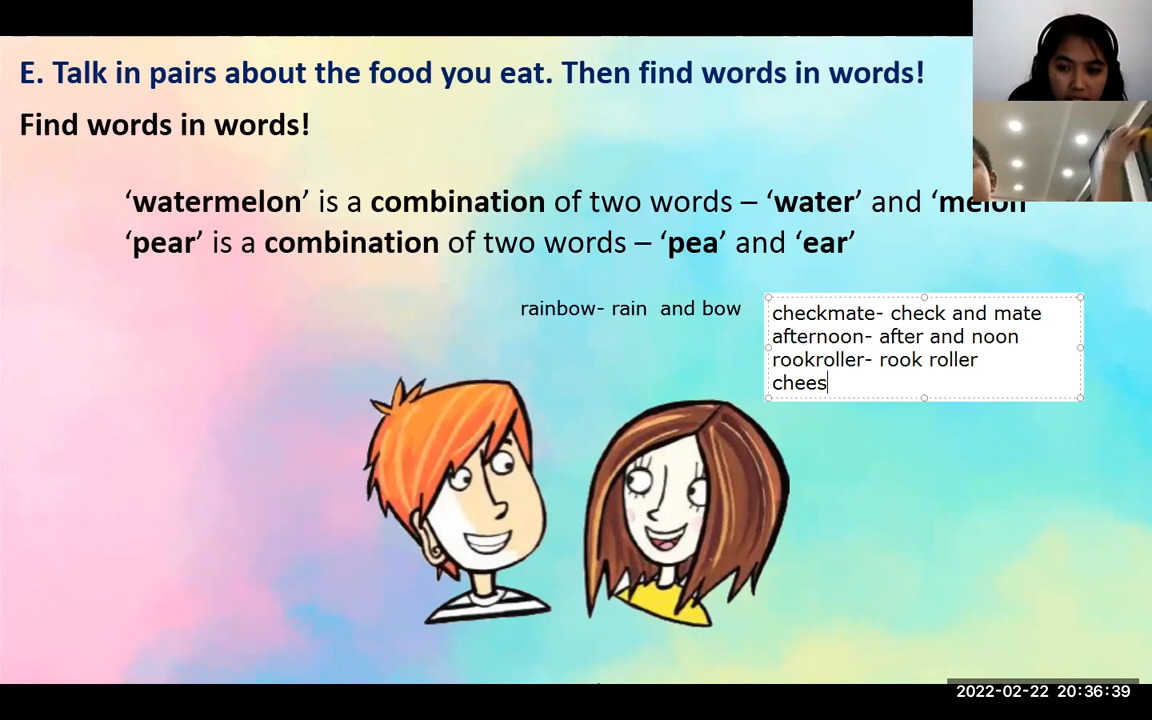 E. Talk in pairs about the food you eat. Then find words in words!
Find words in words!
‘watermelon’ is a combination of two words – ‘water’ and ‘melon
‘pear’ is a combination of two words – ‘pea’ and ‘ear’
rainbow- rain and bow
checkmate- check and mate
afternoon- after and noon
rookroller- rook roller
chees
2022-02-22 20:36:39